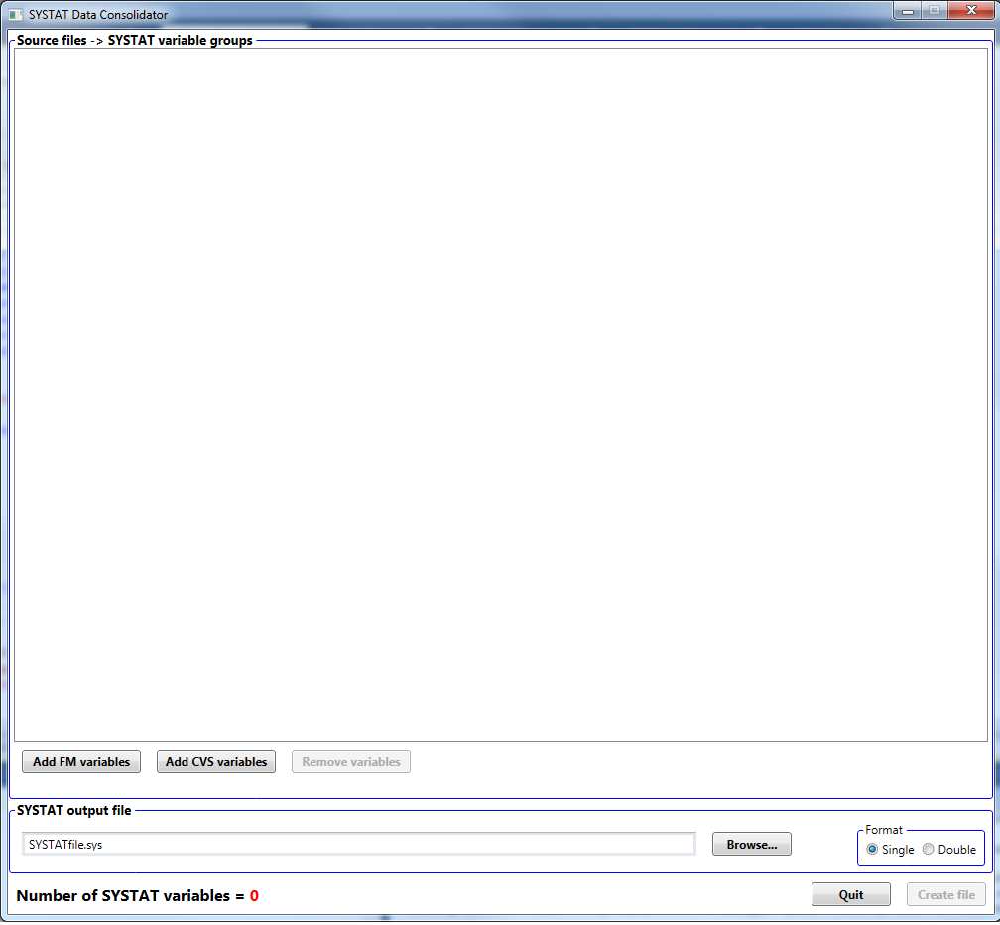 SYSTAT Data Consolidator
Source files -> SYSTAT variable groups
Add FM variables Add CVS variables Remove variables
SYSTAT output file
SYSTATfile.sys Browse...
Format
Single Double
Number of SYSTAT variables = 0
Quit Create file